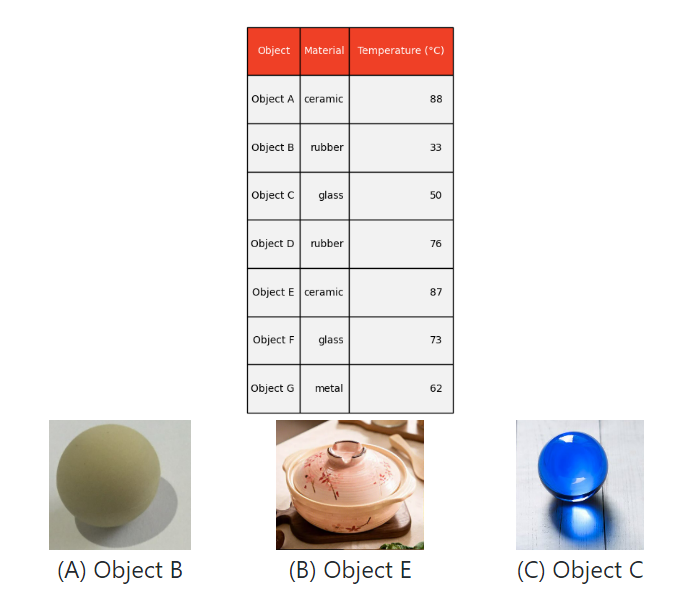 Object Material Temperature (°C)
Object A ceramic 88
Object B rubber 33
Object C glass 50
Object D rubber 76
Object E ceramic 87
Object F glass 73
Object G metal 62
(A) Object B (B) Object E (C) Object C